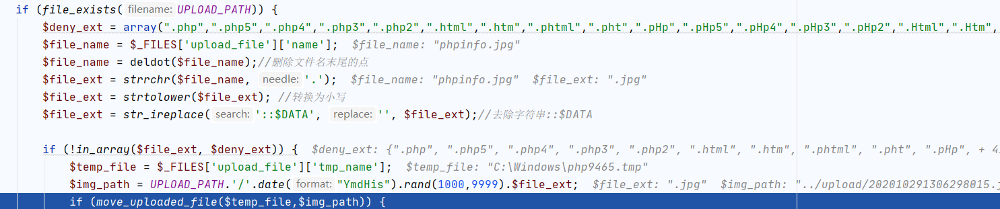 if (file_exists( filename: UPLOAD_PATH)) {
$deny_ext = array(".php",".php5",".php4",".php3",".php2",".html",".htm",".phtml",".pht",".pHp",".pHp5",".pHp4",".pHp3",".pHp2",".Html",".Htm",
$file_name = $_FILES['upload_file']['name']; $file_name: "phpinfo.jpg"
$file_name = deldot($file_name);//删除文件名末尾的点
$file_ext = strrchr($file_name, needle: '.'); $file_name: "phpinfo.jpg" $file_ext: ".jpg"
$file_ext = strtolower($file_ext); //转换为小写
$file_ext = str_ireplace( search: '::$DATA', replace: '', $file_ext);//去除字符串::$DATA
if (!in_array($file_ext, $deny_ext)) { $deny_ext: {".php", ".php5", ".php4", ".php3", ".php2", ".html", ".htm", ".phtml", ".pht", ".pHp", + 4
$temp_file = $_FILES['upload_file']['tmp_name']; $temp_file: "C:\Windows\php9465.tmp"
$img_path = UPLOAD_PATH.'/'.date( format: "YmdHis").rand(1000,9999).$file_ext; $file_ext: ".jpg" $img_path: "../upload/202010291306298015.j
if (move_uploaded_file($temp_file,$img_path)) {